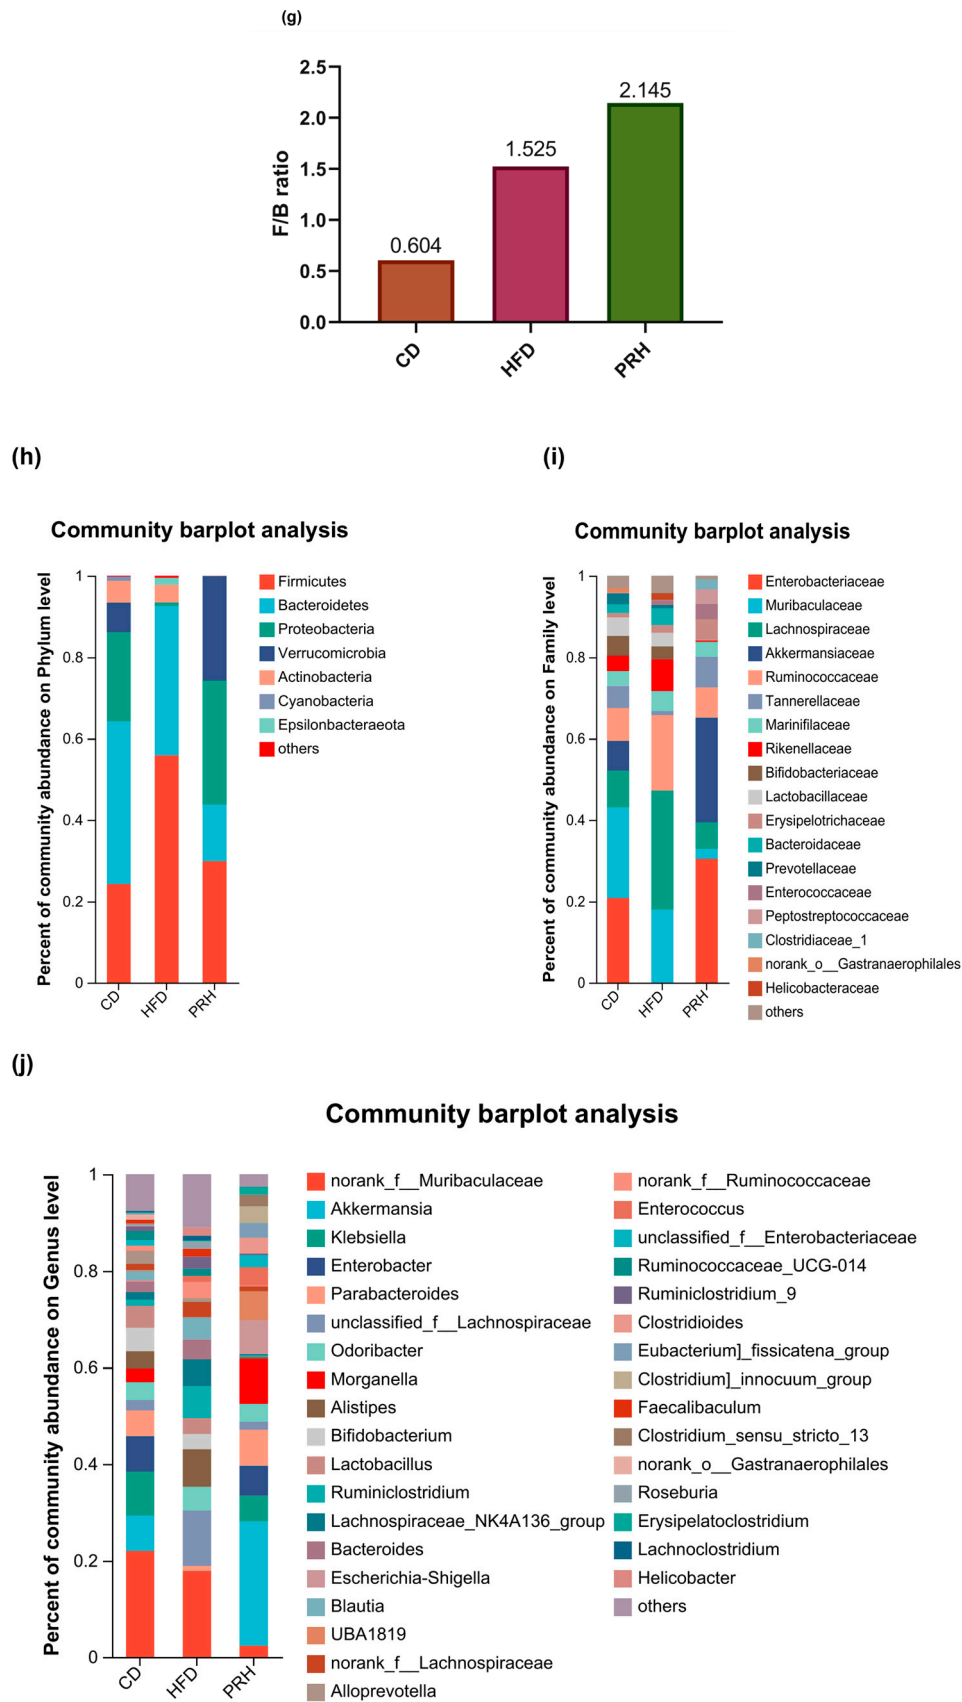 (g)
2.5
2.0
1.5
1.0
0.5
0.0
F/B ratio
0.604
1.525
2.145
CD
HFD
PRH
(h)
Community barplot analysis
Percent of community abundance on Phylum level
1
0.8
0.6
0.4
0.2
0
CD
HFD
PRH
Firmicutes
Bacteroidetes
Proteobacteria
Verrucomicrobia
Actinobacteria
Cyanobacteria
Epsilonbacteraeota
others
(i)
Community barplot analysis
Percent of community abundance on Family level
1
0.8
0.6
0.4
0.2
0
CD
HFD
PRH
Enterobacteriaceae
Muribaculaceae
Lachnospiraceae
Akkermansiaceae
Ruminococcaceae
Tannerellaceae
Marinifilaceae
Rikenellaceae
Bifidobacteriaceae
Lactobacillaceae
Erysipelotrichaceae
Bacteroidaceae
Prevotellaceae
Enterococcaceae
Peptostreptococcaceae
Clostridiaceae_1
norank_o__Gastranaerophilales
Helicobacteraceae
others
(j)
Community barplot analysis
Percent of community abundance on Genus level
1
0.8
0.6
0.4
0.2
0
CD
HFD
PRH
norank_f__Muribaculaceae
Akkermansia
Klebsiella
Enterobacter
Parabacteroides
unclassified_f__Lachnospiraceae
Odoribacter
Morganella
Alistipes
Bifidobacterium
Lactobacillus
Ruminiclostridium
Lachnospiraceae_NK4A136_group
Bacteroides
Escherichia-Shigella
Blautia
UBA1819
norank_f__Lachnospiraceae
Alloprevotella
norank_f__Ruminococcaceae
Enterococcus
unclassified_f__Enterobacteriaceae
Ruminococcaceae_UCG-014
Ruminiclostridium_9
Clostridioides
Eubacterium]_fissicatena_group
Clostridium]_innocuum_group
Faecalibaculum
Clostridium_sensu_stricto_13
norank_o__Gastranaerophilales
Roseburia
Erysipelatoclostridium
Lachnoclostridium
Helicobacter
others